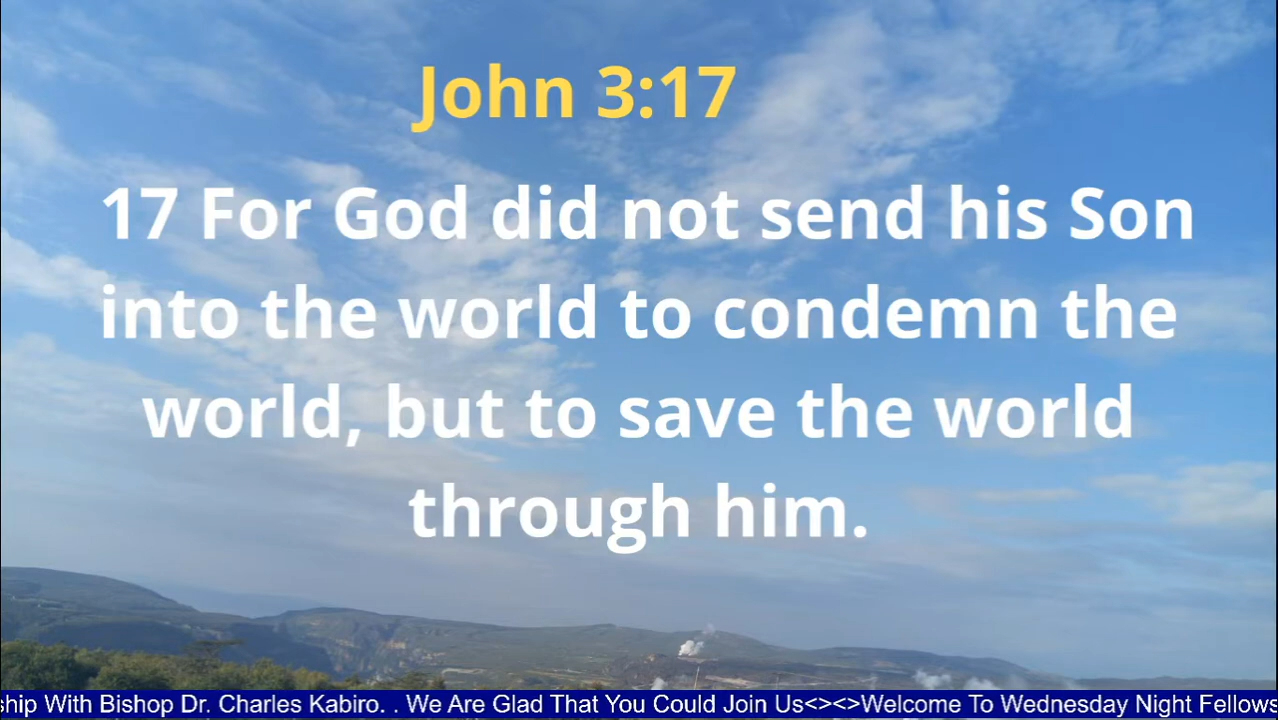 John 3:17
17 For God did not send his Son
into the world to condemn the
world, but to save the world
through him.
ship With Bishop Dr. Charles Kabiro. . We Are Glad That You Could Join Us<><>Welcome To Wednesday Night Fellows